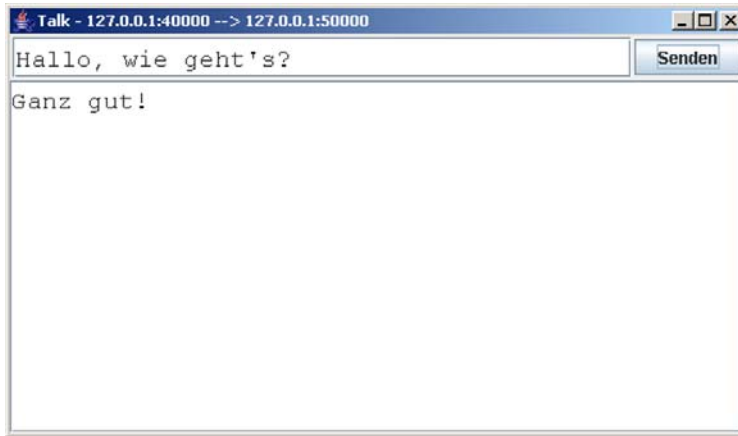 Talk - 127.0.0.1:40000 --> 127.0.0.1:50000
Hallo, wie geht's?
Senden
Ganz gut!